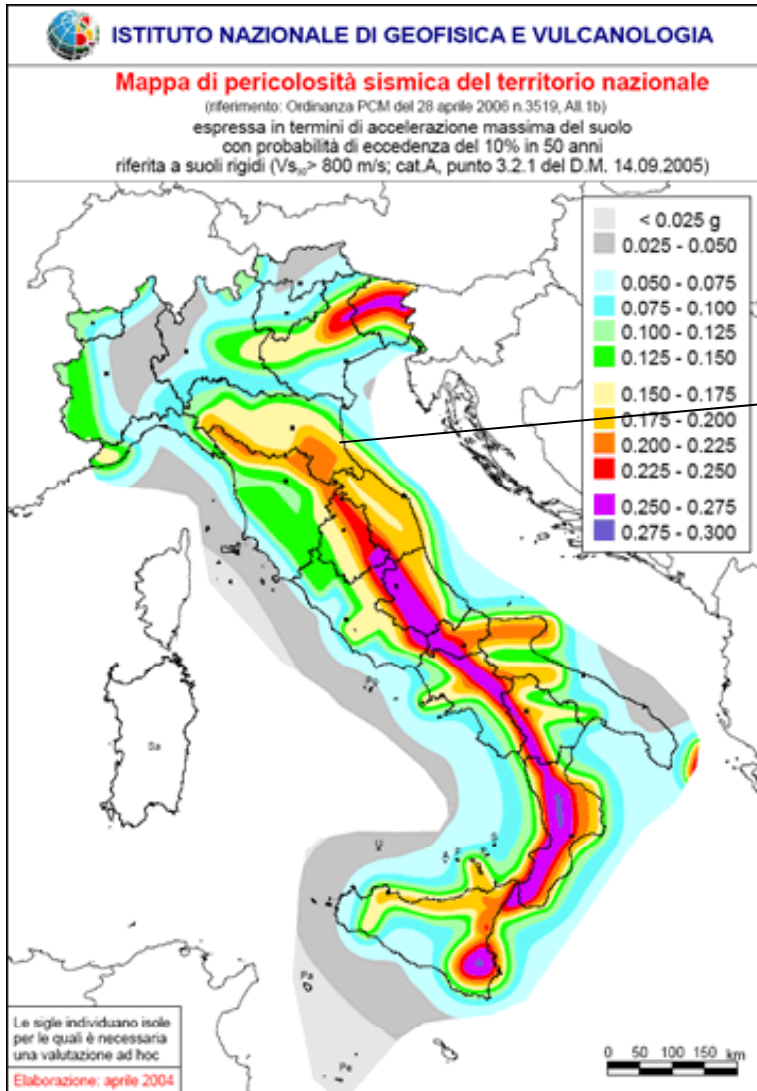 ISTITUTO NAZIONALE DI GEOFISICA E VULCANOLOGIA
Mappa di pericolosità sismica del territorio nazionale
(riferimento: Ordinanza PCM del 28 aprile 2006 n.3519, All.1b)
espressa in termini di accelerazione massima del suolo
con probabilità di eccedenza del 10% in 50 anni
riferita a suoli rigidi (Vs₃₀> 800 m/s; cat.A, punto 3.2.1 del D.M. 14.09.2005)
< 0.025 g
0.025 - 0.050
0.050 - 0.075
0.075 - 0.100
0.100 - 0.125
0.125 - 0.150
0.150 - 0.175
0.175 - 0.200
0.200 - 0.225
0.225 - 0.250
0.250 - 0.275
0.275 - 0.300
Sa
U
A
Pa
Pe
Le sigle individuano isole
per le quali è necessaria
una valutazione ad hoc
Elaborazione: aprile 2004
0 50 100 150
km